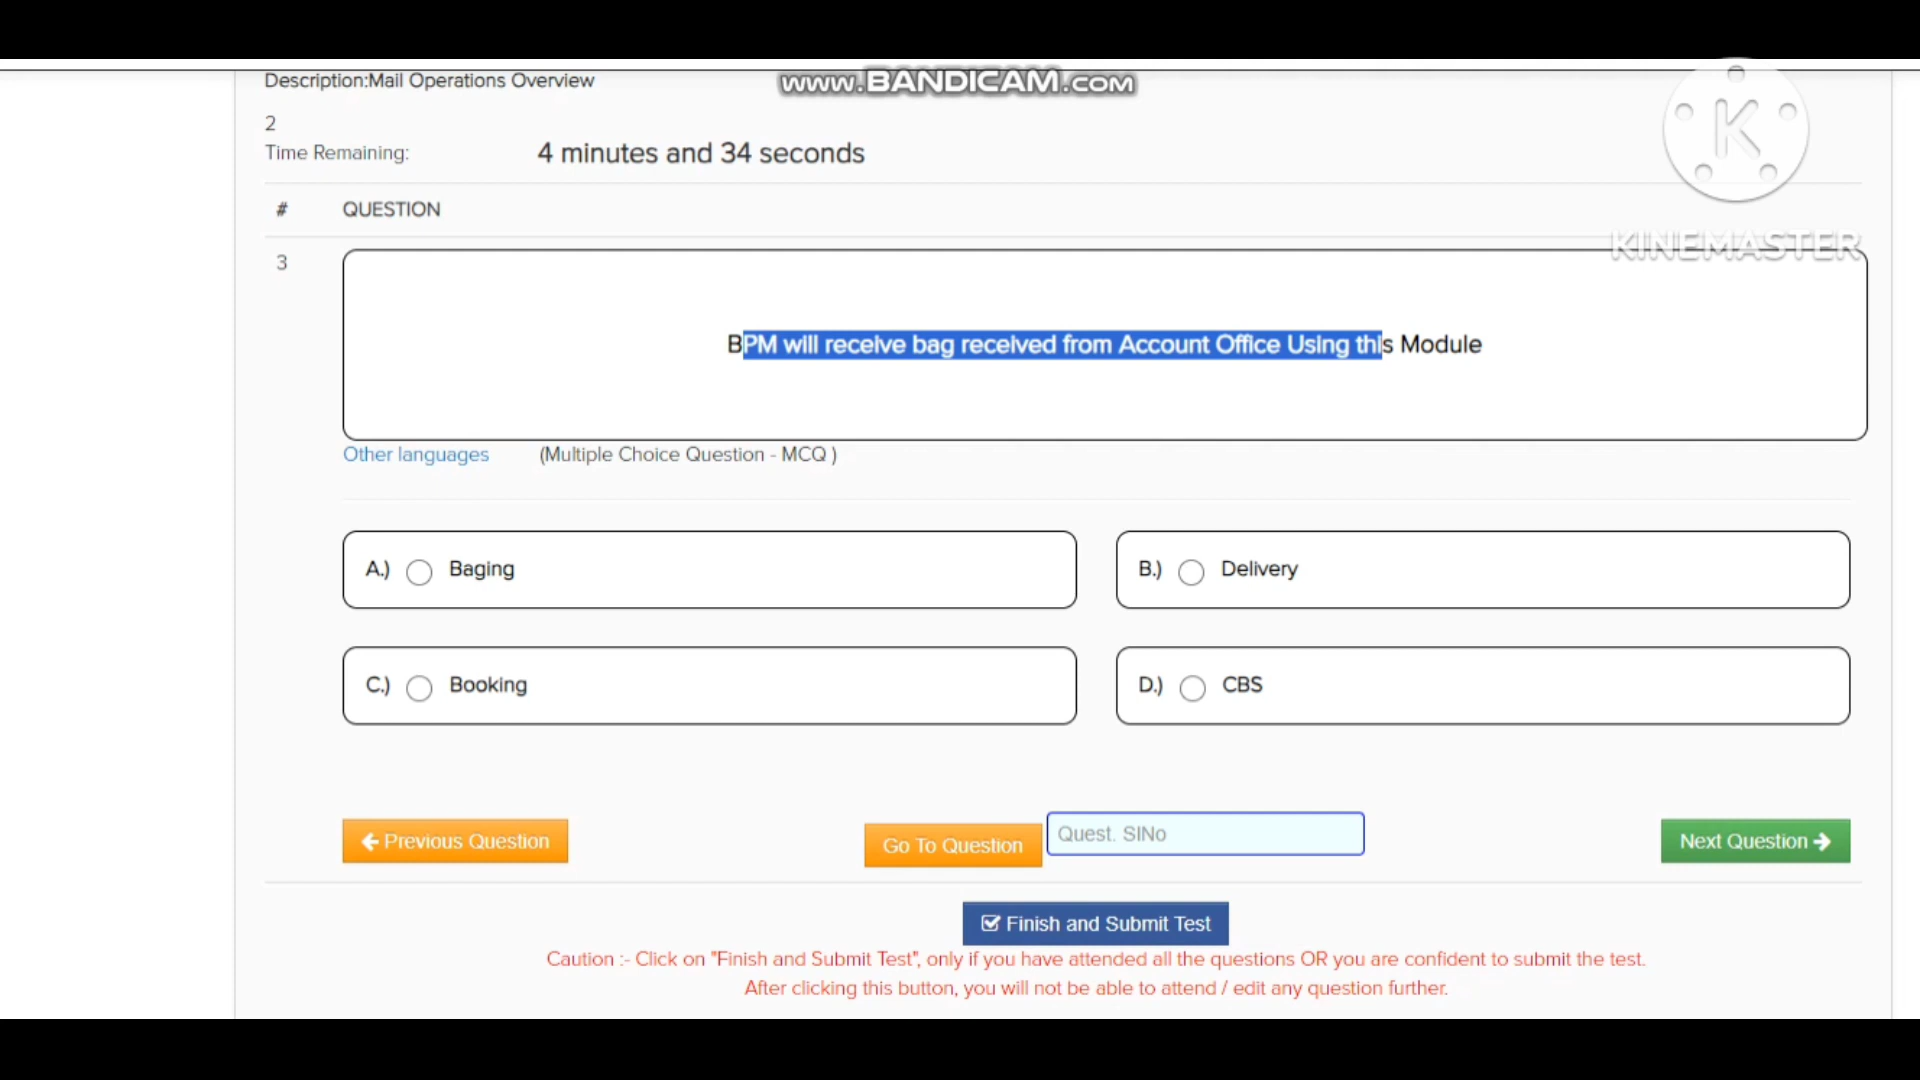 Description:Mail Operations Overview
www.BANDICAM.com
2
Time Remaining: 4 minutes and 34 seconds
K
KINEMASTER
# QUESTION
3
BPM will receive bag received from Account Office Using this Module
Other languages (Multiple Choice Question - MCQ )
A.) Baging
B.) Delivery
C.) Booking
D.) CBS
Previous Question
Go To Question
Quest. SlNo
Next Question
Finish and Submit Test
Caution :- Click on "Finish and Submit Test", only if you have attended all the questions OR you are confident to submit the test.
After clicking this button, you will not be able to attend / edit any question further.